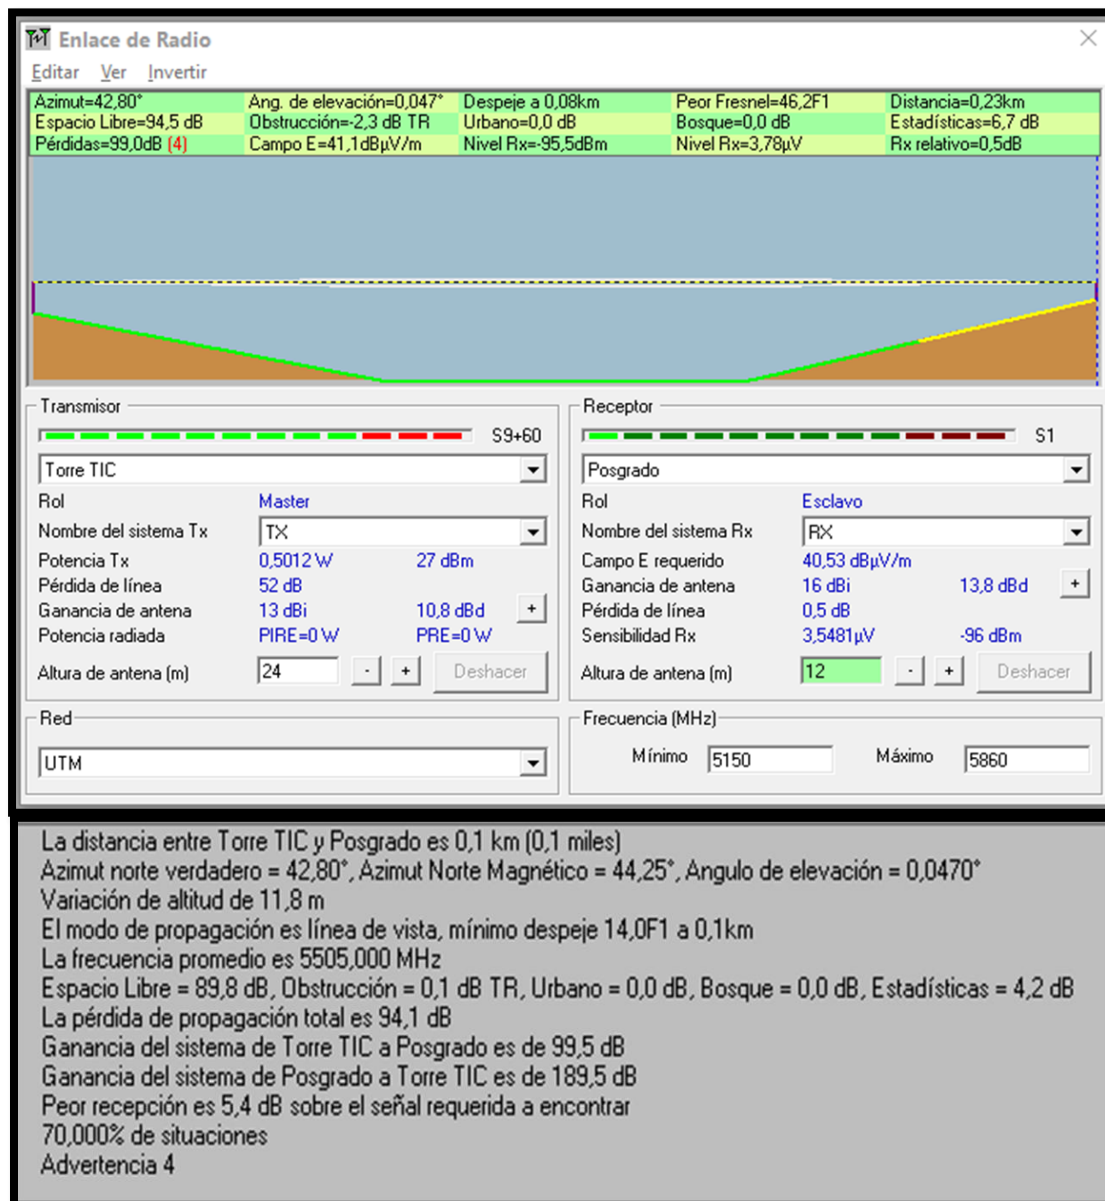 Enlace de Radio
Editar Ver Invertir
Azimut=42,80° Ang. de elevación=0,047° Despeje a 0,08km Peor Fresnel=46,2F1 Distancia=0,23km
Espacio Libre=94,5 dB Obstrucción=-2,3 dB TR Urbano=0,0 dB Bosque=0,0 dB Estadísticas=6,7 dB
Pérdidas=99,0dB (4) Campo E=41,1dBµV/m Nivel Rx=-95,5dBm Nivel Rx=3,78µV Rx relativo=0,5dB
Transmisor
S9+60
Torre TIC
Rol Master
Nombre del sistema Tx TX
Potencia Tx 0,5012 W 27 dBm
Pérdida de línea 52 dB
Ganancia de antena 13 dBi 10,8 dBd +
Potencia radiada PIRE=0 W PRE=0 W
Altura de antena (m) 24 - + Deshacer
Receptor
S1
Posgrado
Rol Esclavo
Nombre del sistema Rx RX
Campo E requerido 40,53 dBµV/m
Ganancia de antena 16 dBi 13,8 dBd +
Pérdida de línea 0,5 dB
Sensibilidad Rx 3,5481µV -96 dBm
Altura de antena (m) 12 - + Deshacer
Red
UTM
Frecuencia (MHz)
Mínimo 5150 Máximo 5860
La distancia entre Torre TIC y Posgrado es 0,1 km (0,1 miles)
Azimut norte verdadero = 42,80°, Azimut Norte Magnético = 44,25°, Angulo de elevación = 0,0470°
Variación de altitud de 11,8 m
El modo de propagación es línea de vista, mínimo despeje 14,0F1 a 0,1km
La frecuencia promedio es 5505,000 MHz
Espacio Libre = 89,8 dB, Obstrucción = 0,1 dB TR, Urbano = 0,0 dB, Bosque = 0,0 dB, Estadísticas = 4,2 dB
La pérdida de propagación total es 94,1 dB
Ganancia del sistema de Torre TIC a Posgrado es de 99,5 dB
Ganancia del sistema de Posgrado a Torre TIC es de 189,5 dB
Peor recepción es 5,4 dB sobre el señal requerida a encontrar
70,000% de situaciones
Advertencia 4